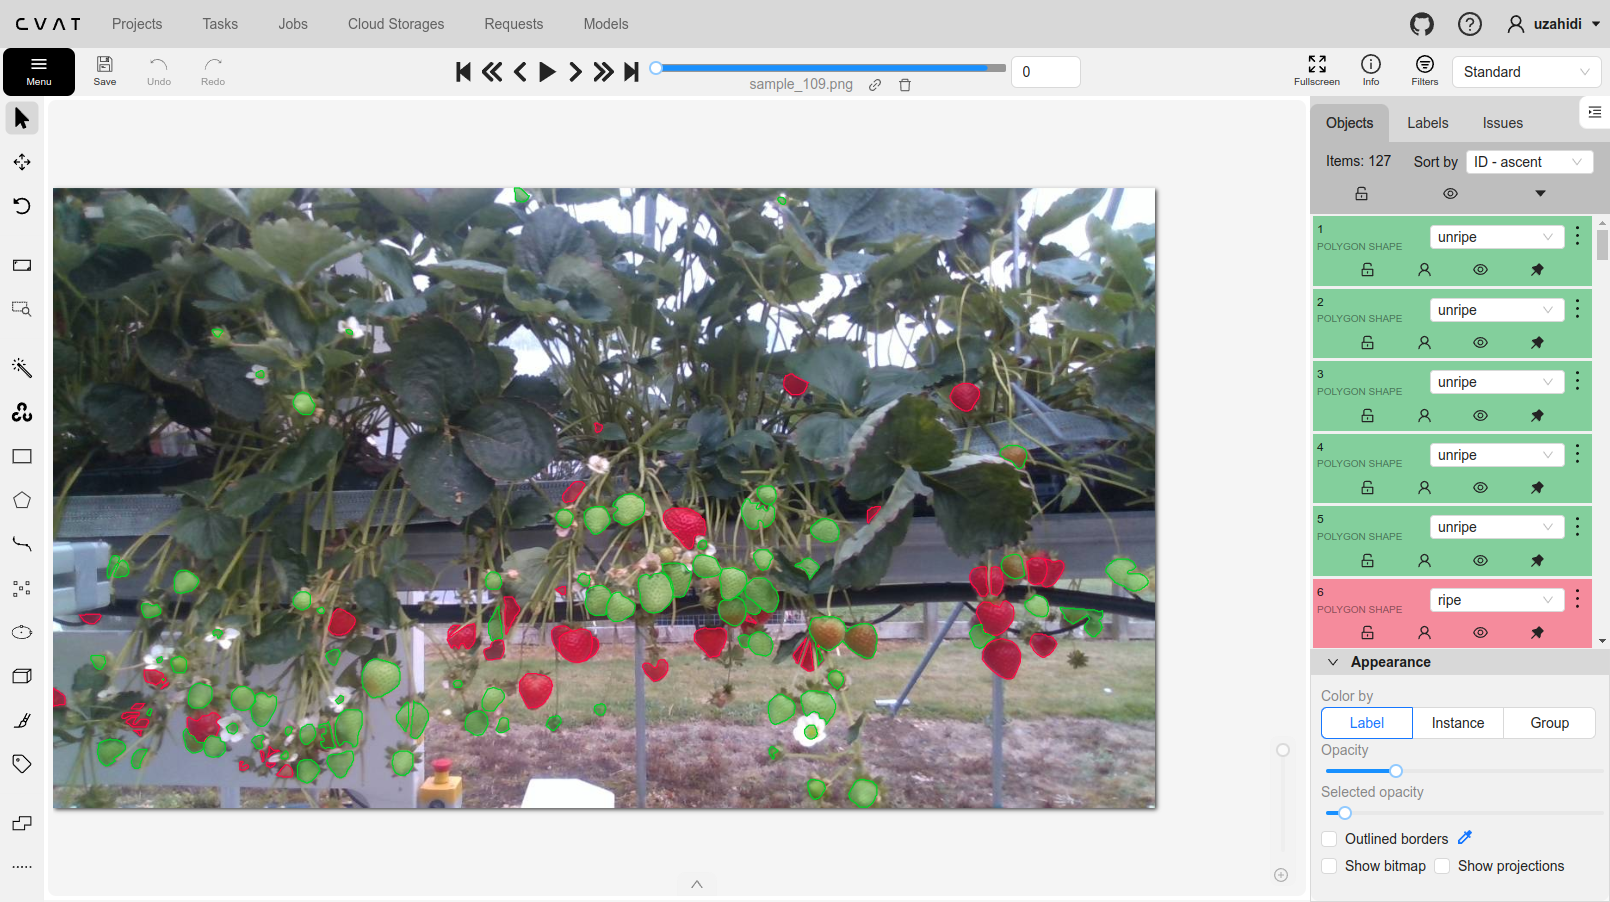 CVAT Projects Tasks Jobs Cloud Storages Requests Models uzahidi
Menu Save Undo Redo 0 Fullscreen Info Filters Standard
sample_109.png
Objects Labels Issues
Items: 127 Sort by ID - ascent
1 unripe
POLYGON SHAPE
2 unripe
POLYGON SHAPE
3 unripe
POLYGON SHAPE
4 unripe
POLYGON SHAPE
5 unripe
POLYGON SHAPE
6 ripe
POLYGON SHAPE
Appearance
Color by
Label Instance Group
Opacity
Selected opacity
Outlined borders
Show bitmap Show projections